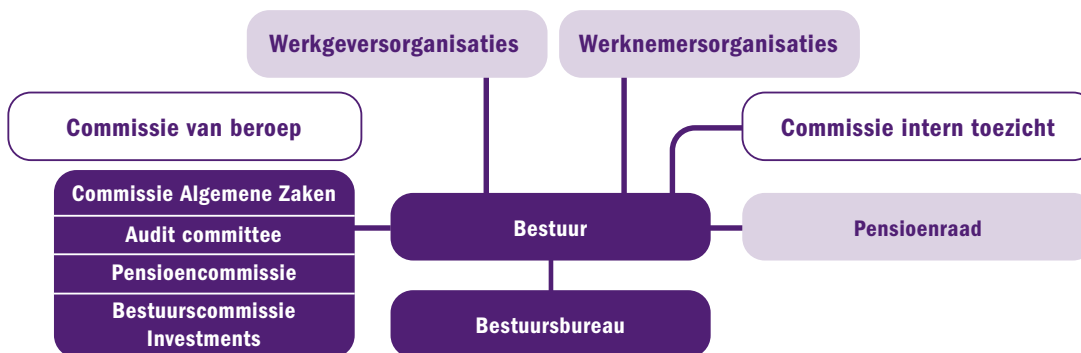 Werkgeversorganisaties
Werknemersorganisaties
Commissie van beroep
Commissie intern toezicht
Commissie Algemene Zaken
Audit committee
Pensioencommissie
Bestuurscommissie
Investments
Bestuur
Pensioenraad
Bestuursbureau